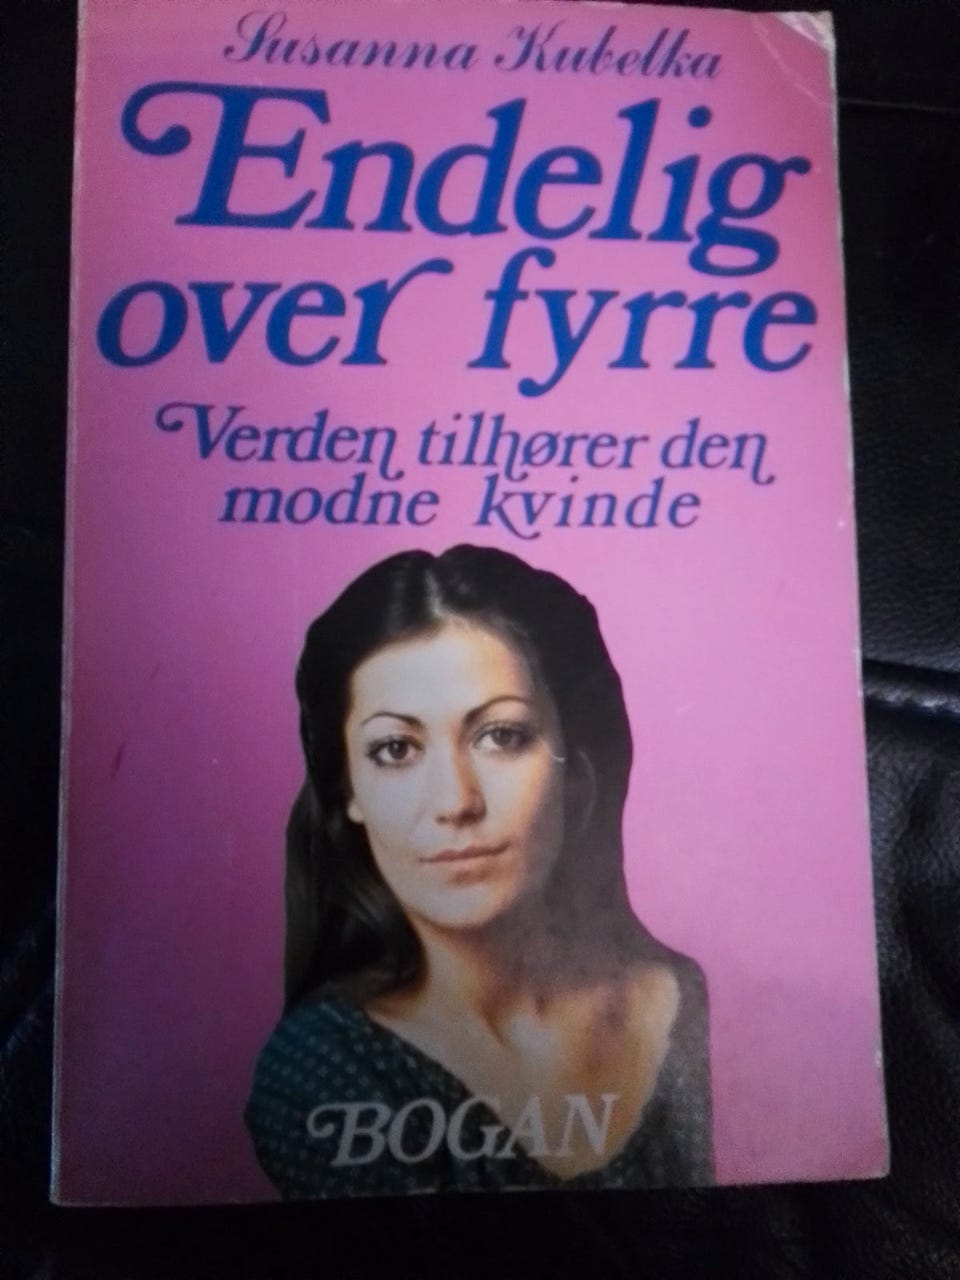 Susanna Kubelka
Endelig
over fyrre
Verden tilhører den
modne kvinde
BOGAN